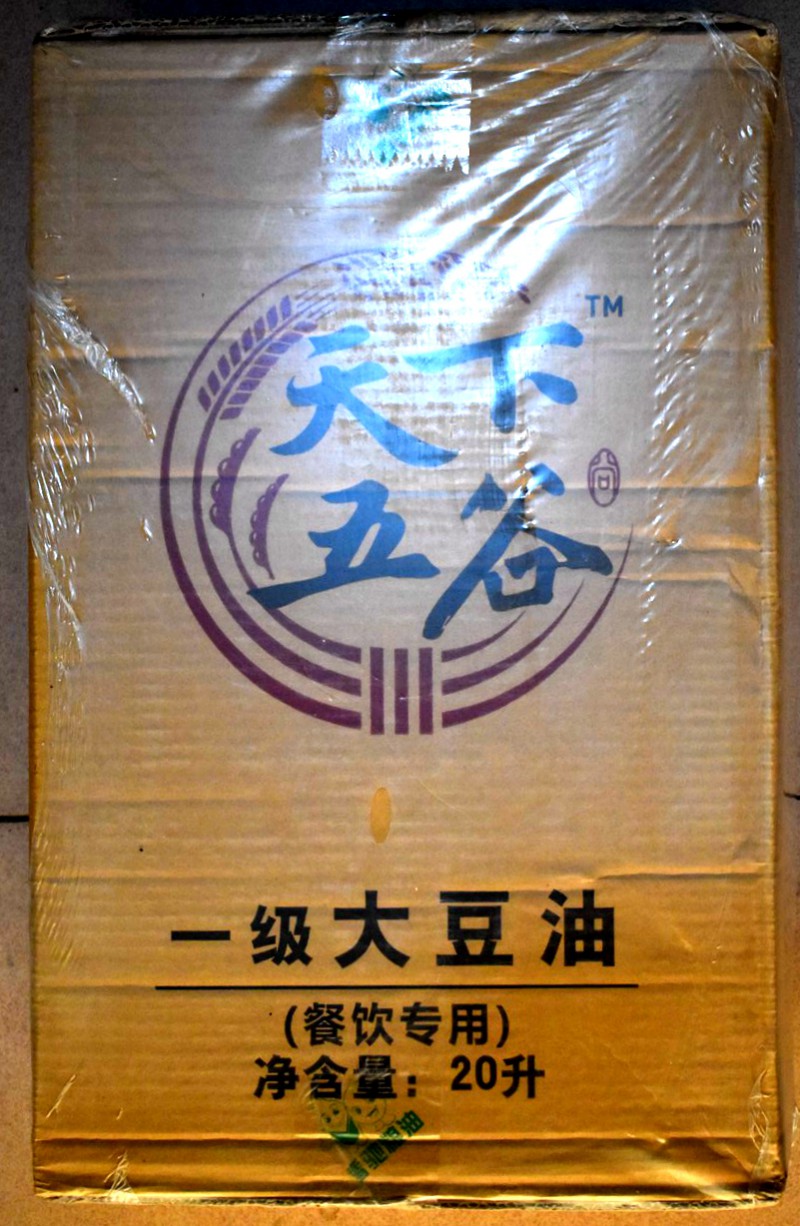 天下
TM
五谷
一级大豆油
(餐饮专用)
净含量：20升